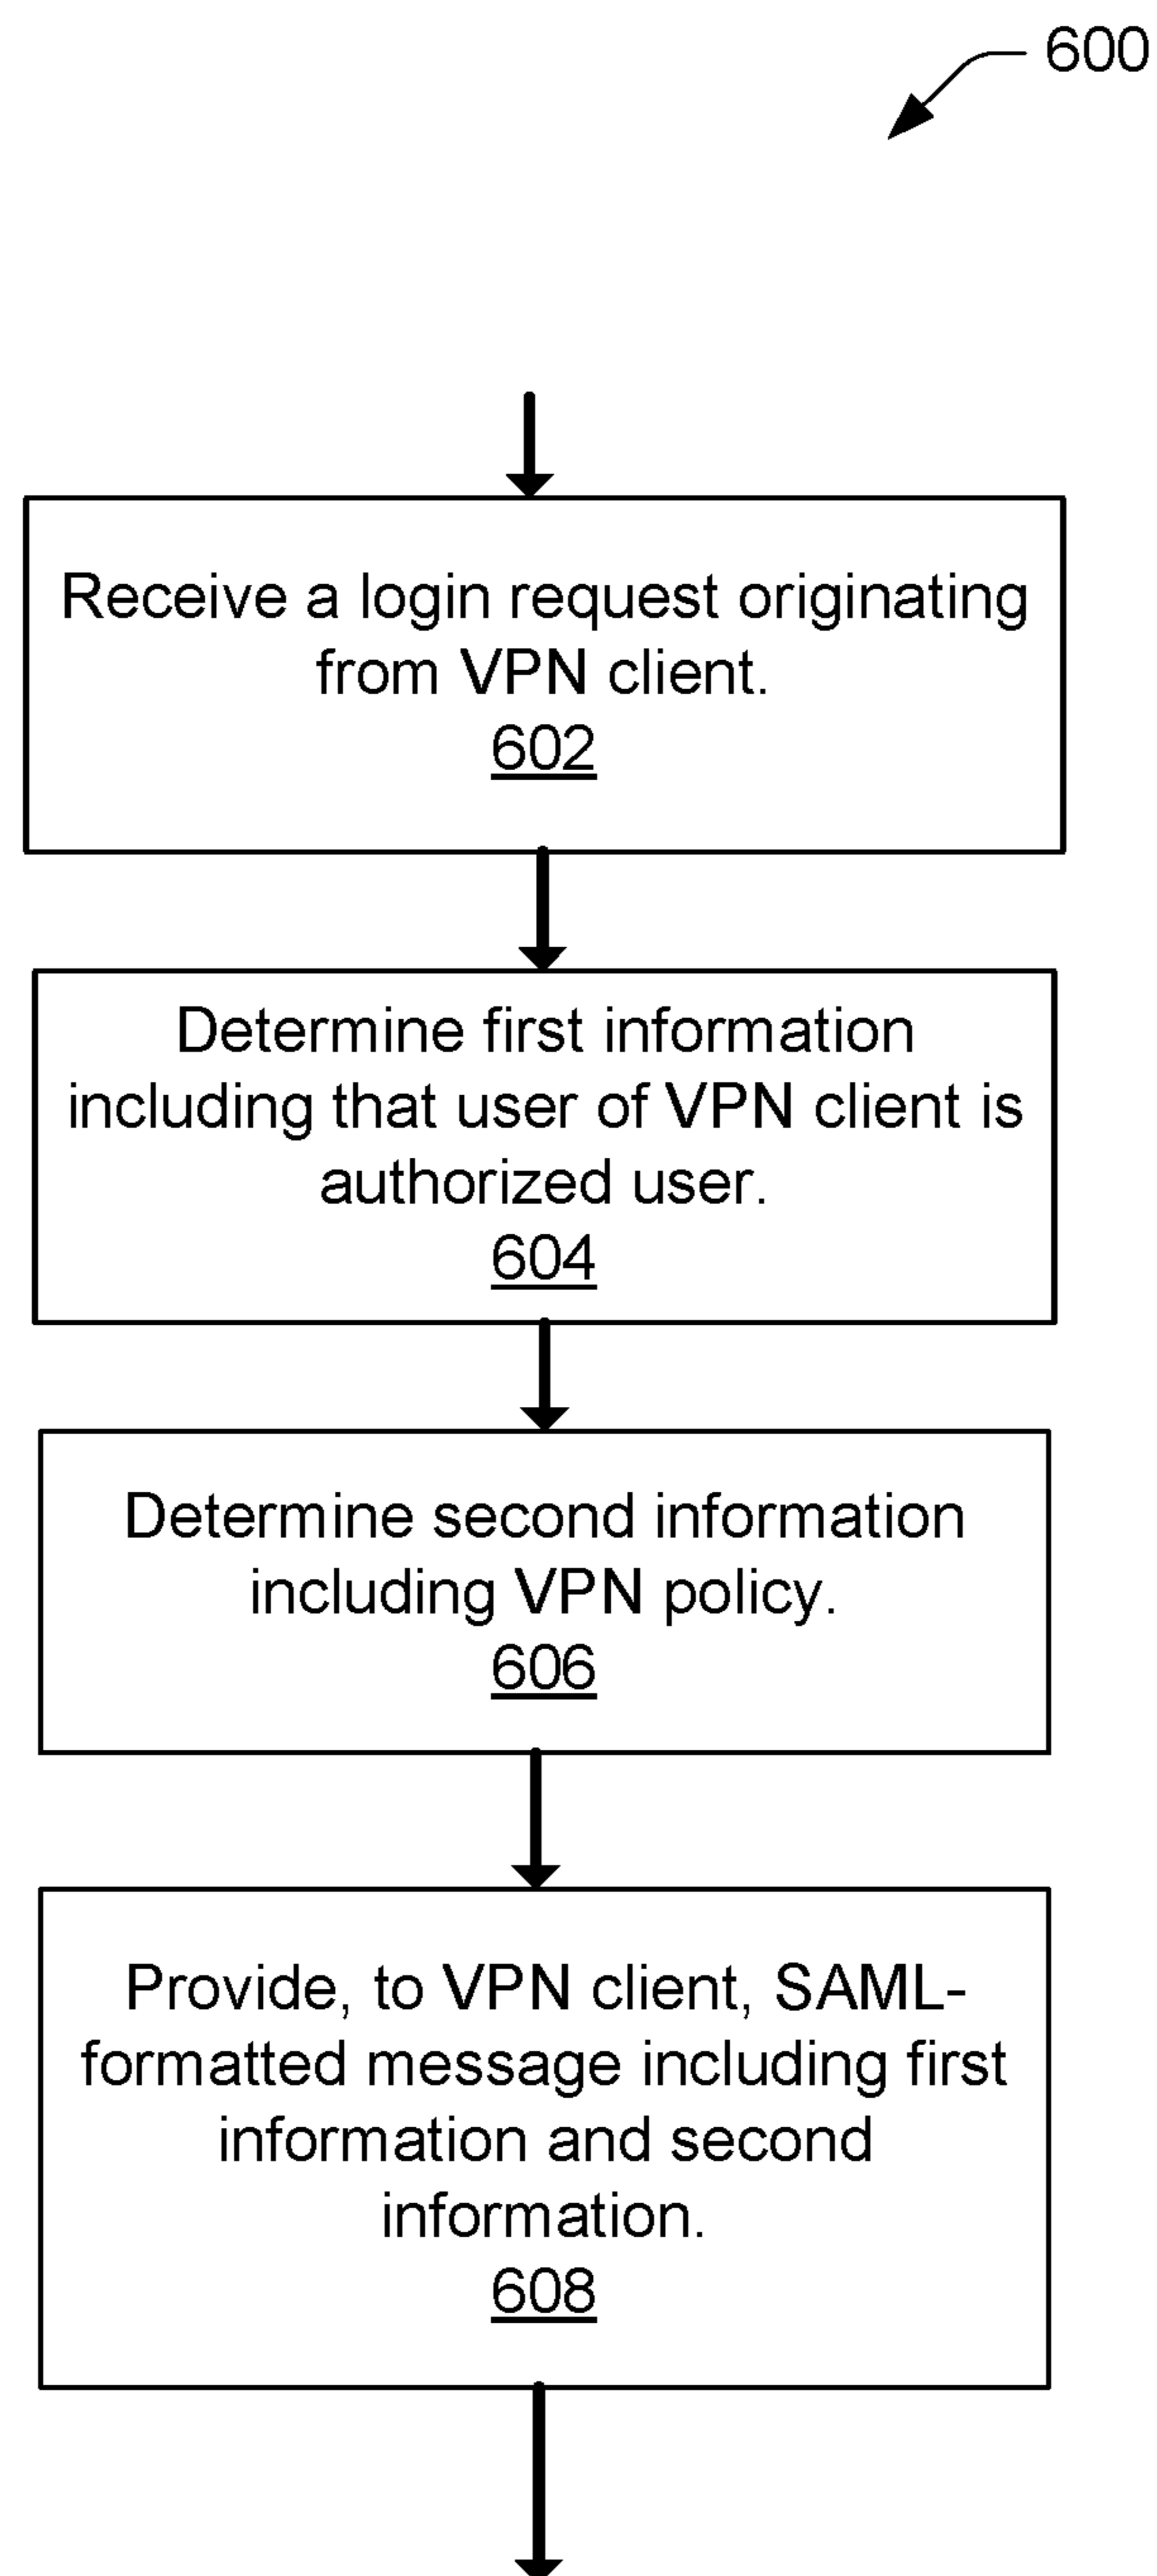 600
Receive a login request originating
from VPN client.
602
Determine first information
including that user of VPN client is
authorized user.
604
Determine second information
including VPN policy.
606
Provide, to VPN client, SAML-
formatted message including first
information and second
information.
608